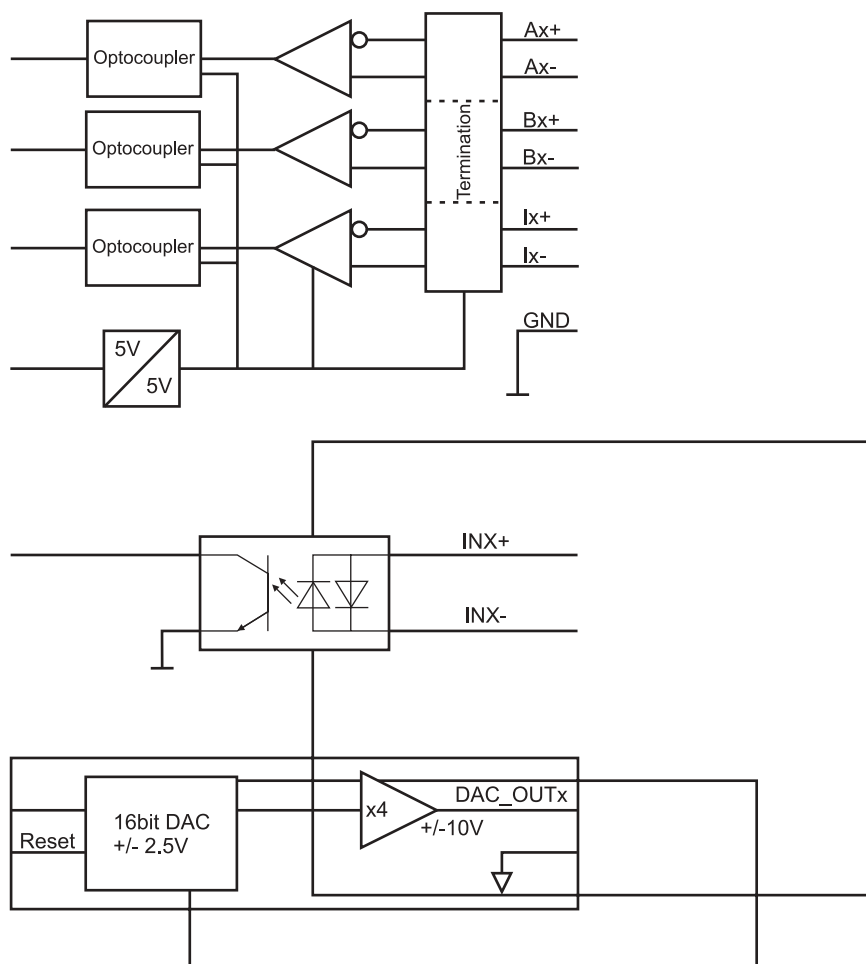 Optocoupler
Ax+
Ax-
Optocoupler
Bx+
Bx-
Termination
Optocoupler
Ix+
Ix-
5V
5V
GND
INX+
INX-
16bit DAC
+/- 2.5V
Reset
x4
DAC_OUTx
+/-10V